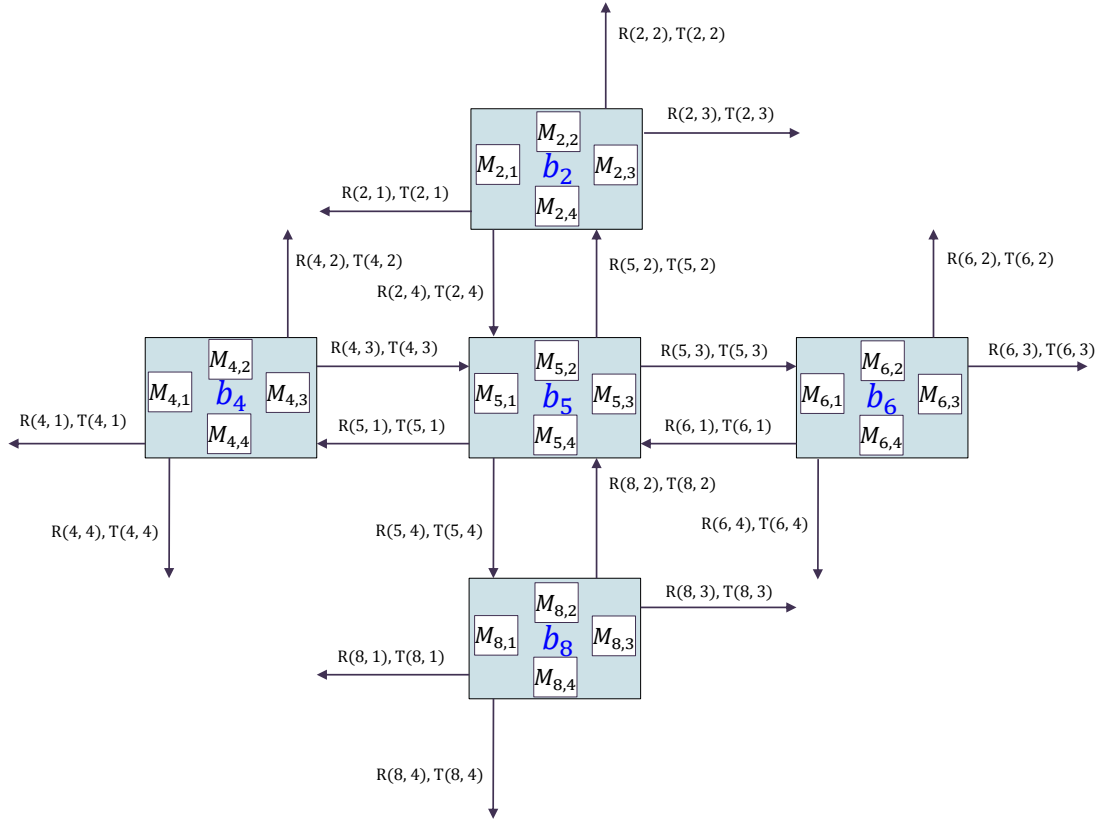 R(2, 2), T(2, 2)
R(2, 3), T(2, 3)
M2,2
M2,1
b2
M2,3
M2,4
R(2, 1), T(2, 1)
R(4, 2), T(4, 2)
R(2, 4), T(2, 4)
R(5, 2), T(5, 2)
R(6, 2), T(6, 2)
R(4, 3), T(4, 3)
R(5, 3), T(5, 3)
R(6, 3), T(6, 3)
M4,2
M4,1
b4
M4,3
M4,4
M5,2
M5,1
b5
M5,3
M5,4
M6,2
M6,1
b6
M6,3
M6,4
R(4, 1), T(4, 1)
R(5, 1), T(5, 1)
R(6, 1), T(6, 1)
R(8, 2), T(8, 2)
R(4, 4), T(4, 4)
R(5, 4), T(5, 4)
R(6, 4), T(6, 4)
R(8, 3), T(8, 3)
M8,2
M8,1
b8
M8,3
M8,4
R(8, 1), T(8, 1)
R(8, 4), T(8, 4)